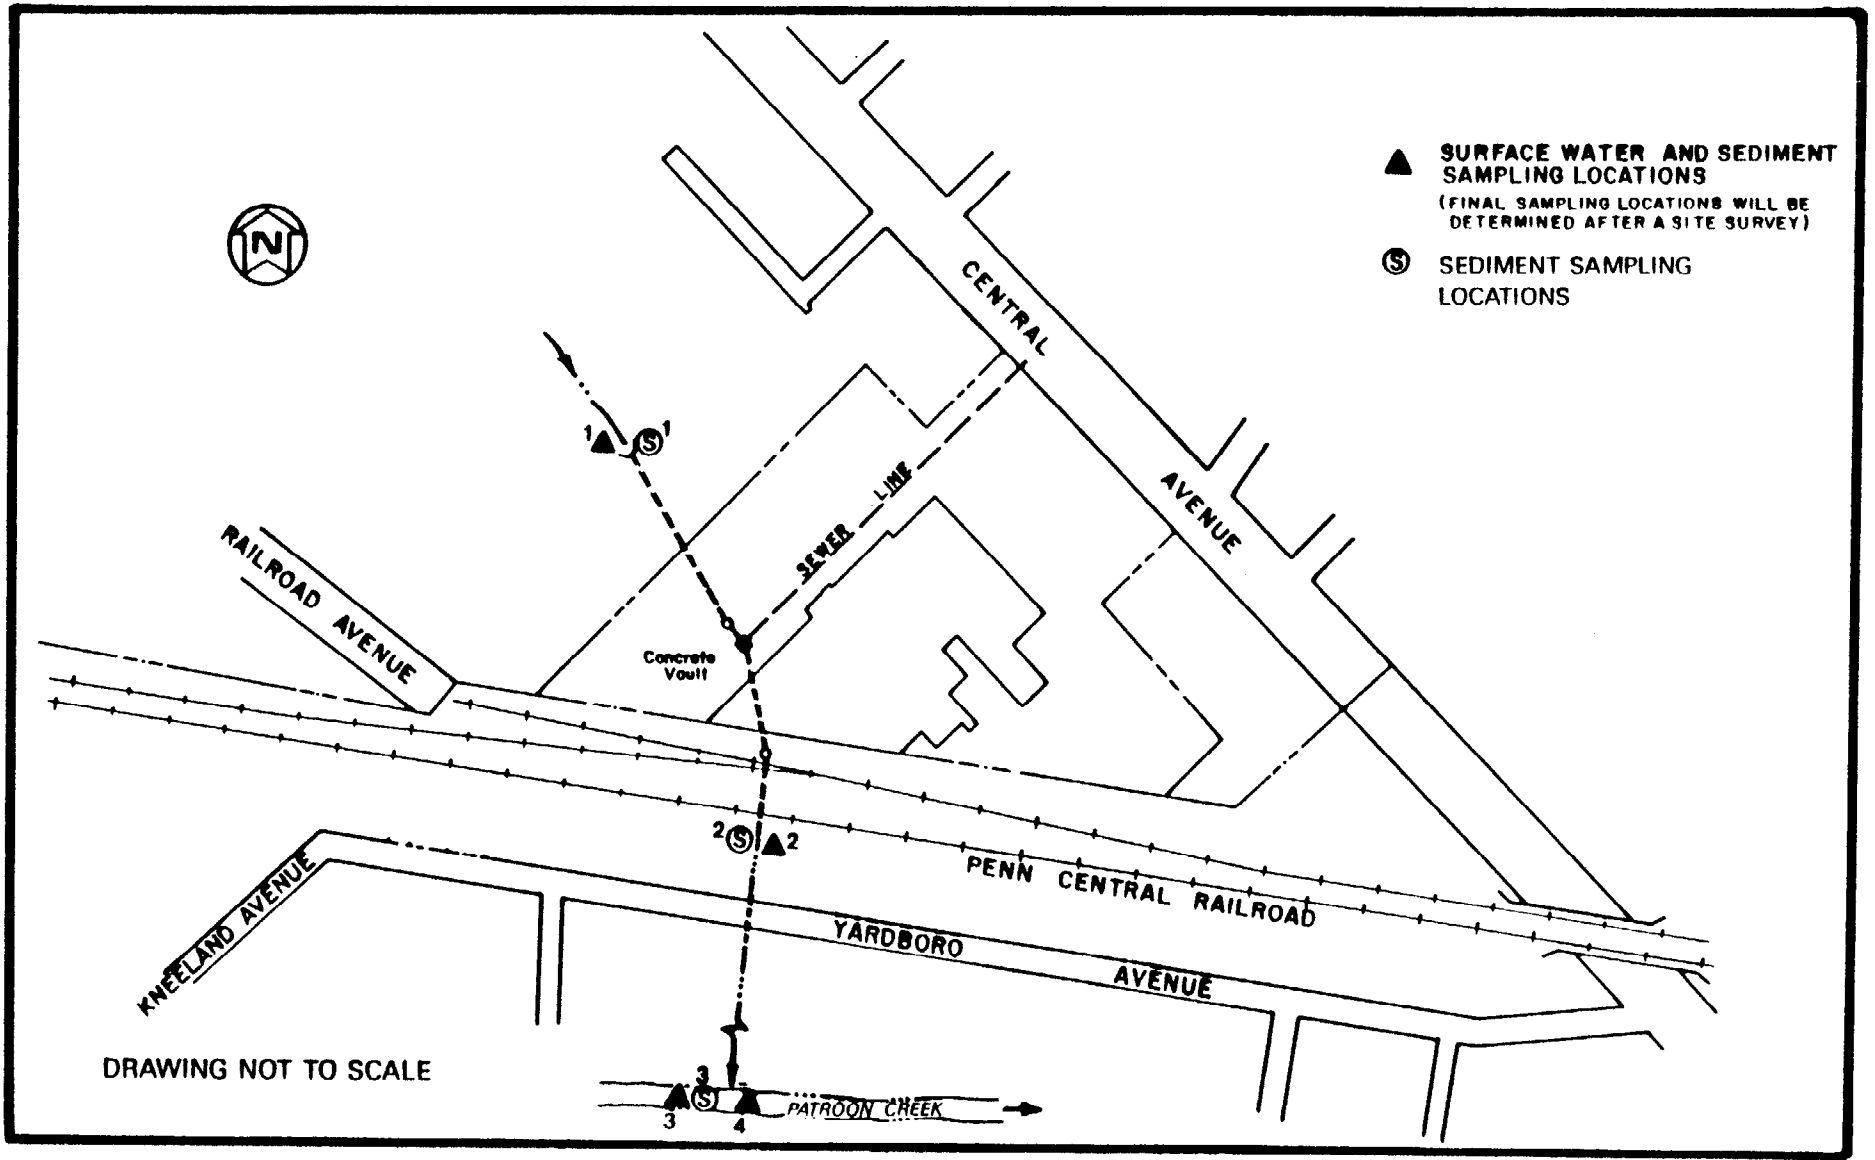 SURFACE WATER AND SEDIMENT
SAMPLING LOCATIONS
(FINAL SAMPLING LOCATIONS WILL BE
DETERMINED AFTER A SITE SURVEY)
S SEDIMENT SAMPLING
LOCATIONS
N
CENTRAL
AVENUE
1
S 1
SEWER LINE
RAILROAD AVENUE
Concrete
Vault
2 S 2
PENN CENTRAL RAILROAD
KNEELAND AVENUE
YARDBORO AVENUE
DRAWING NOT TO SCALE
3
S
3
4
PATROON CREEK